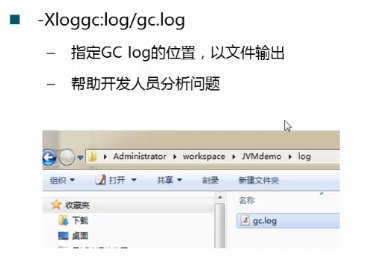 -Xloggc:log/gc.log
– 指定GC log的位置，以文件输出
– 帮助开发人员分析问题
Administrator ▸ workspace ▸ JVMdemo ▸ log
组织 ▼ 打开 ▼ 共享 ▼ 刻录 新建文件夹
收藏夹
名称
下载
gc.log
桌面